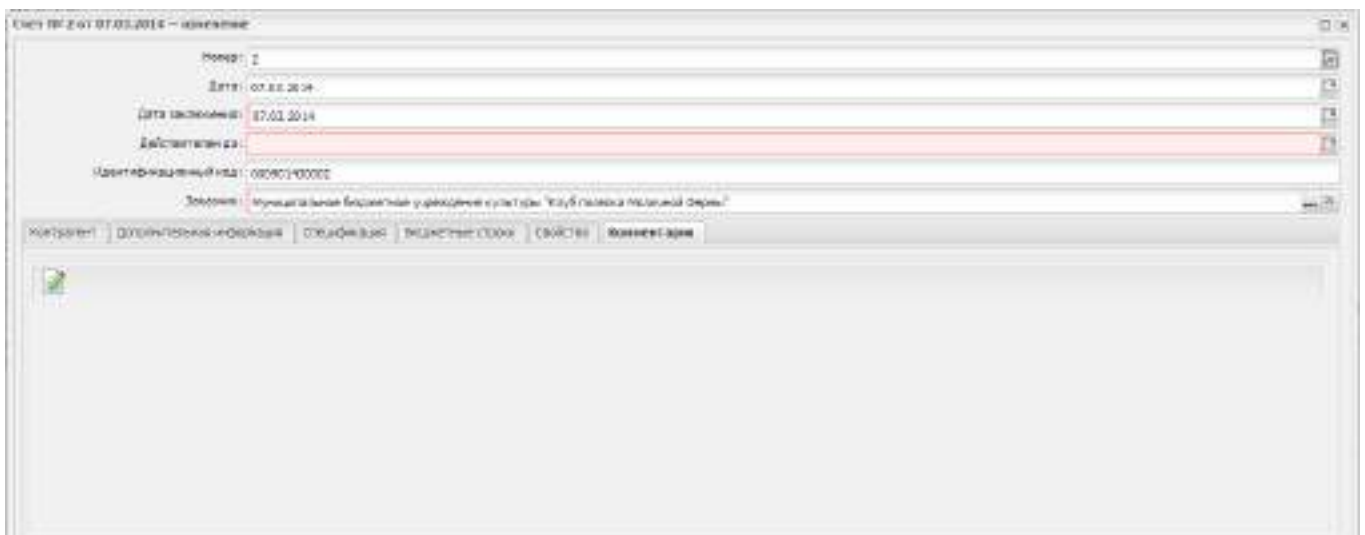 Счет № 2 от 07.03.2014 — изменение
Номер: 2
Дата: 07.03.2014
Дата заключения: 07.03.2014
Действителен до:
Идентификационный код:
Заказчик: Муниципальное бюджетное учреждение культуры "Клуб поселка Молочной Фермы"
Контрагент Дополнительная информация Спецификация Бюджетные строки Свойства Комментарии